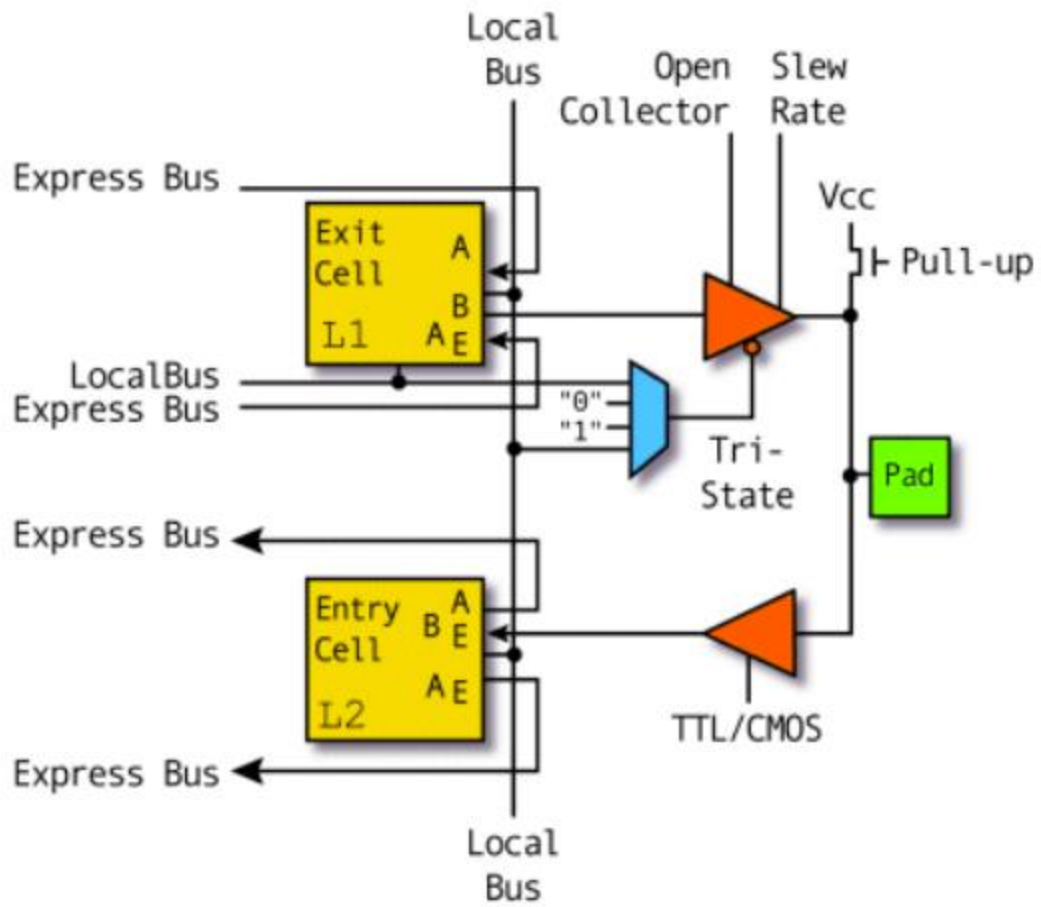 Local
Bus
Open
Collector
Slew
Rate
Express Bus
Vcc
Exit
Cell
A
Pull-up
B
L1
A E
LocalBus
Express Bus
"0"
"1"
Tri-
State
Pad
Express Bus
Entry
Cell
A
B E
A E
L2
TTL/CMOS
Express Bus
Local
Bus